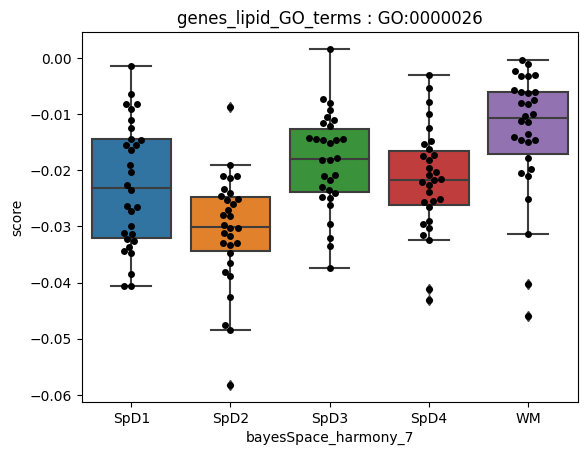 genes_lipid_GO_terms : GO:0000026
0.00
−0.01
−0.02
−0.03
−0.04
−0.05
−0.06
score
SpD1 SpD2 SpD3 SpD4 WM
bayesSpace_harmony_7